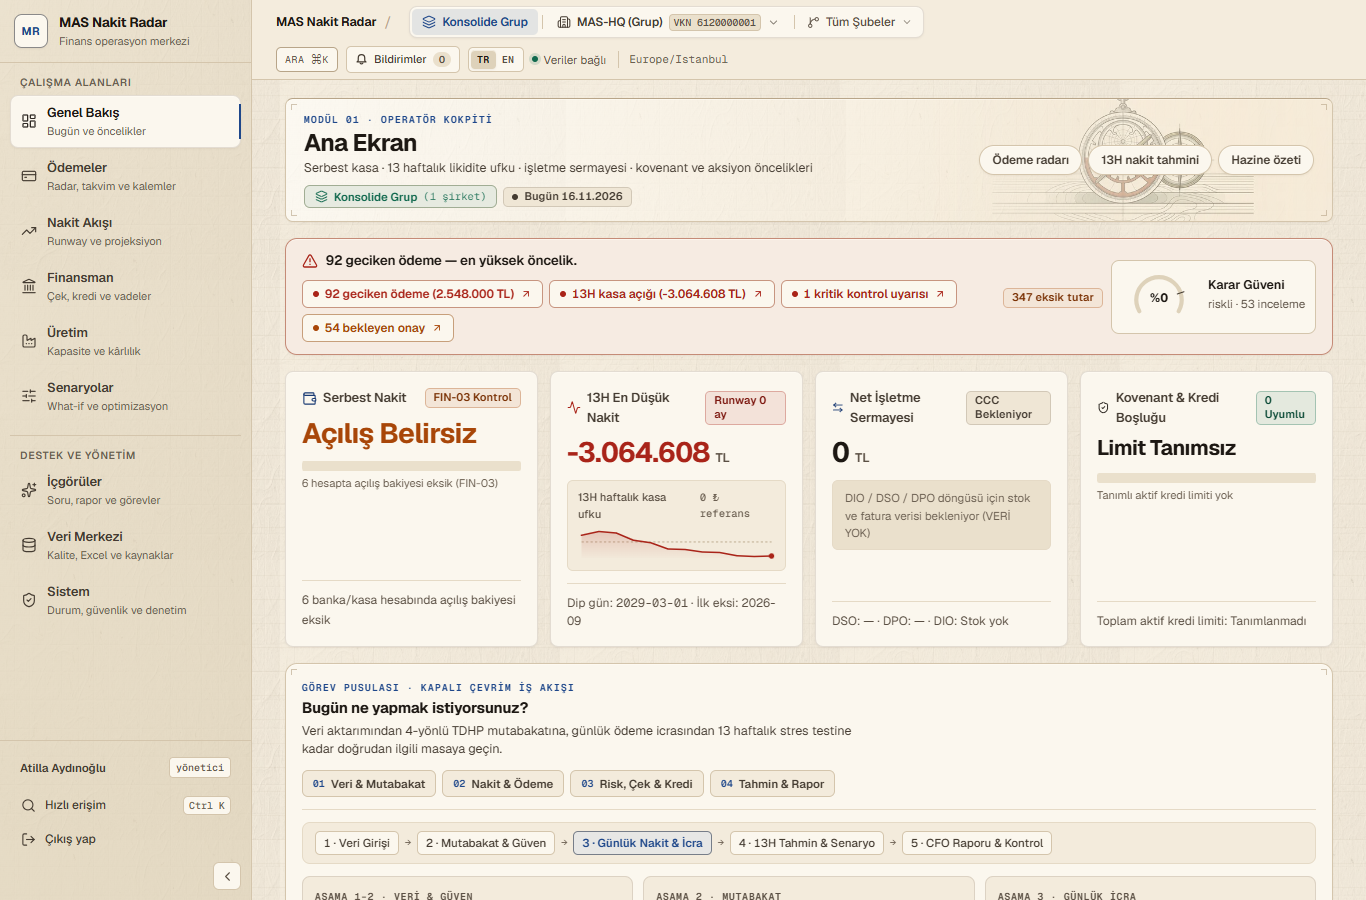 MR
MAS Nakit Radar
Finans operasyon merkezi
ÇALIŞMA ALANLARI
Genel Bakış
Bugün ve öncelikler
Ödemeler
Radar, takvim ve kalemler
Nakit Akışı
Runway ve projeksiyon
Finansman
Çek, kredi ve vadeler
Üretim
Kapasite ve kârlılık
Senaryolar
What-if ve optimizasyon
DESTEK VE YÖNETİM
İçgörüler
Soru, rapor ve görevler
Veri Merkezi
Kalite, Excel ve kaynaklar
Sistem
Durum, güvenlik ve denetim
Atilla Aydınoğlu yönetici
Hızlı erişim Ctrl K
Çıkış yap
MAS Nakit Radar / Konsolide Grup MAS-HQ (Grup) VKN 6120000001 Tüm Şubeler
ARA ⌘K Bildirimler 0 TR EN Veriler bağlı Europe/Istanbul
MODÜL 01 · OPERATÖR KOKPİTİ
Ana Ekran
Serbest kasa · 13 haftalık likidite ufku · işletme sermayesi · kovenant ve aksiyon öncelikleri
Konsolide Grup (1 şirket) Bugün 16.11.2026
Ödeme radarı 13H nakit tahmini Hazine özeti
92 geciken ödeme — en yüksek öncelik.
92 geciken ödeme (2.548.000 TL) 13H kasa açığı (-3.064.608 TL) 1 kritik kontrol uyarısı
54 bekleyen onay
347 eksik tutar
%0
Karar Güveni
riskli · 53 inceleme
Serbest Nakit FIN-03 Kontrol
Açılış Belirsiz
6 hesapta açılış bakiyesi eksik (FIN-03)
6 banka/kasa hesabında açılış bakiyesi
eksik
13H En Düşük
Nakit
Runway 0
ay
-3.064.608 TL
13H haftalık kasa
ufku
0 ₺
referans
Dip gün: 2029-03-01 · İlk eksi: 2026-
09
Net İşletme
Sermayesi
CCC
Bekleniyor
0 TL
DIO / DSO / DPO döngüsü için stok
ve fatura verisi bekleniyor (VERİ
YOK)
DSO: — · DPO: — · DIO: Stok yok
Kovenant & Kredi
Boşluğu
0
Uyumlu
Limit Tanımsız
Tanımlı aktif kredi limiti yok
Toplam aktif kredi limiti: Tanımlanmadı
GÖREV PUSULASI · KAPALI ÇEVRİM İŞ AKIŞI
Bugün ne yapmak istiyorsunuz?
Veri aktarımından 4-yönlü TDHP mutabakatına, günlük ödeme icrasından 13 haftalık stres testine
kadar doğrudan ilgili masaya geçin.
01 Veri & Mutabakat 02 Nakit & Ödeme 03 Risk, Çek & Kredi 04 Tahmin & Rapor
1 · Veri Girişi → 2 · Mutabakat & Güven → 3 · Günlük Nakit & İcra → 4 · 13H Tahmin & Senaryo → 5 · CFO Raporu & Kontrol
AŞAMA 1-2 · VERİ & GÜVEN AŞAMA 2 · MUTABAKAT AŞAMA 3 · GÜNLÜK İCRA